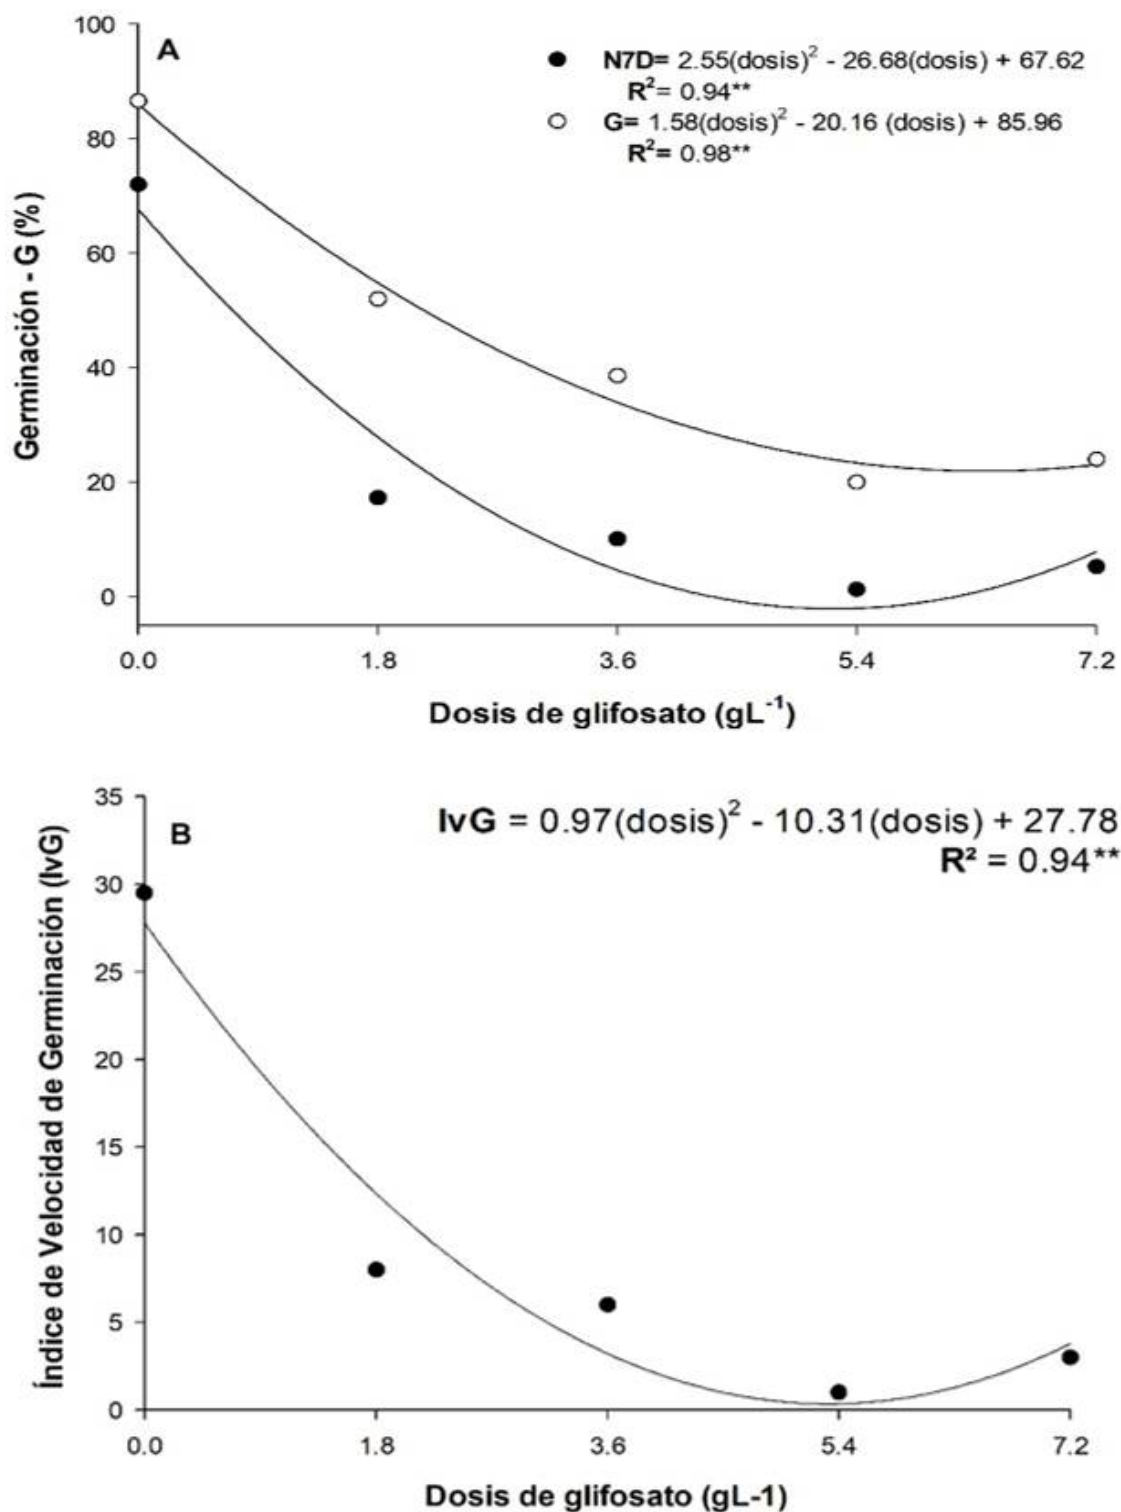 A
N7D= 2.55(dosis)² - 26.68(dosis) + 67.62
R²= 0.94**
G= 1.58(dosis)² - 20.16 (dosis) + 85.96
R²= 0.98**
100
80
60
40
20
0
Germinación - G (%)
0.0 1.8 3.6 5.4 7.2
Dosis de glifosato (gL⁻¹)
B
IvG = 0.97(dosis)² - 10.31(dosis) + 27.78
R² = 0.94**
35
30
25
20
15
10
5
0
Índice de Velocidad de Germinación (IvG)
0.0 1.8 3.6 5.4 7.2
Dosis de glifosato (gL-1)